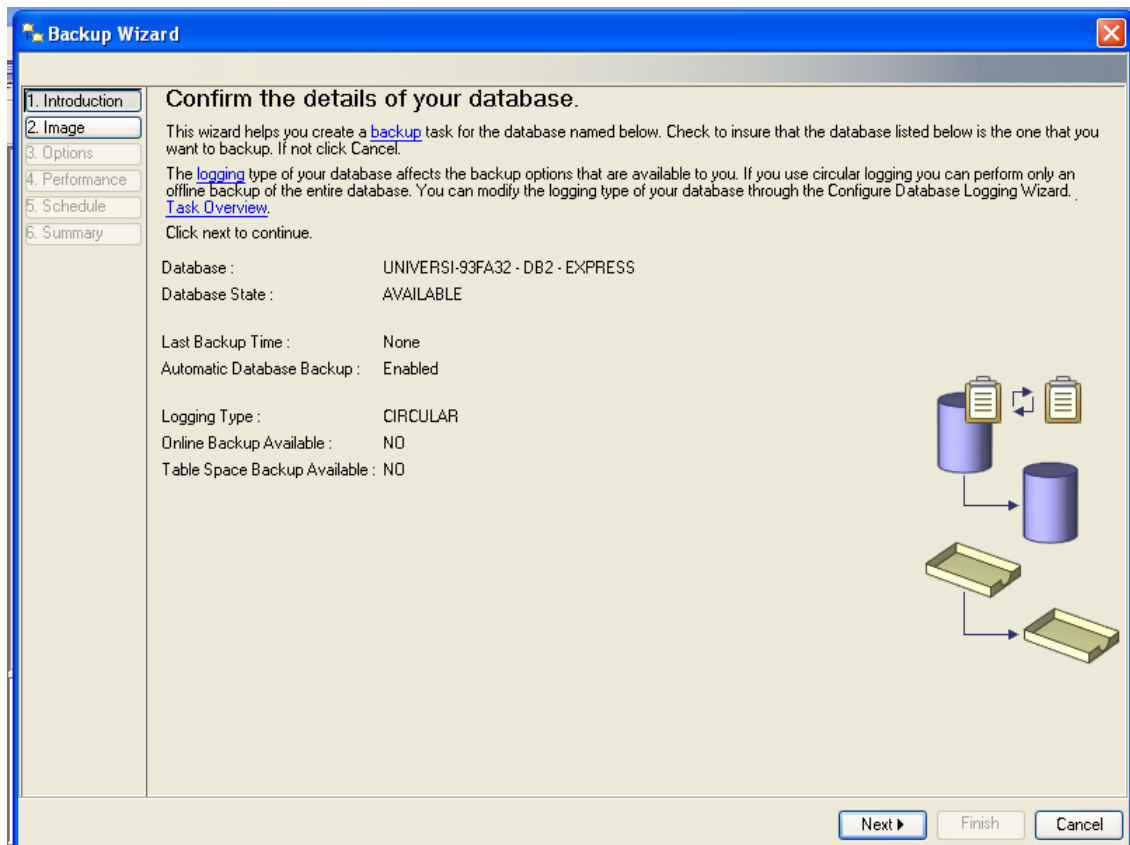 Backup Wizard
1. Introduction
2. Image
3. Options
4. Performance
5. Schedule
6. Summary
Confirm the details of your database.
This wizard helps you create a backup task for the database named below. Check to insure that the database listed below is the one that you
want to backup. If not click Cancel.
The logging type of your database affects the backup options that are available to you. If you use circular logging you can perform only an
offline backup of the entire database. You can modify the logging type of your database through the Configure Database Logging Wizard.
Task Overview.
Click next to continue.
Database : UNIVERSI-93FA32 - DB2 - EXPRESS
Database State : AVAILABLE
Last Backup Time : None
Automatic Database Backup : Enabled
Logging Type : CIRCULAR
Online Backup Available : NO
Table Space Backup Available : NO
Next Finish Cancel